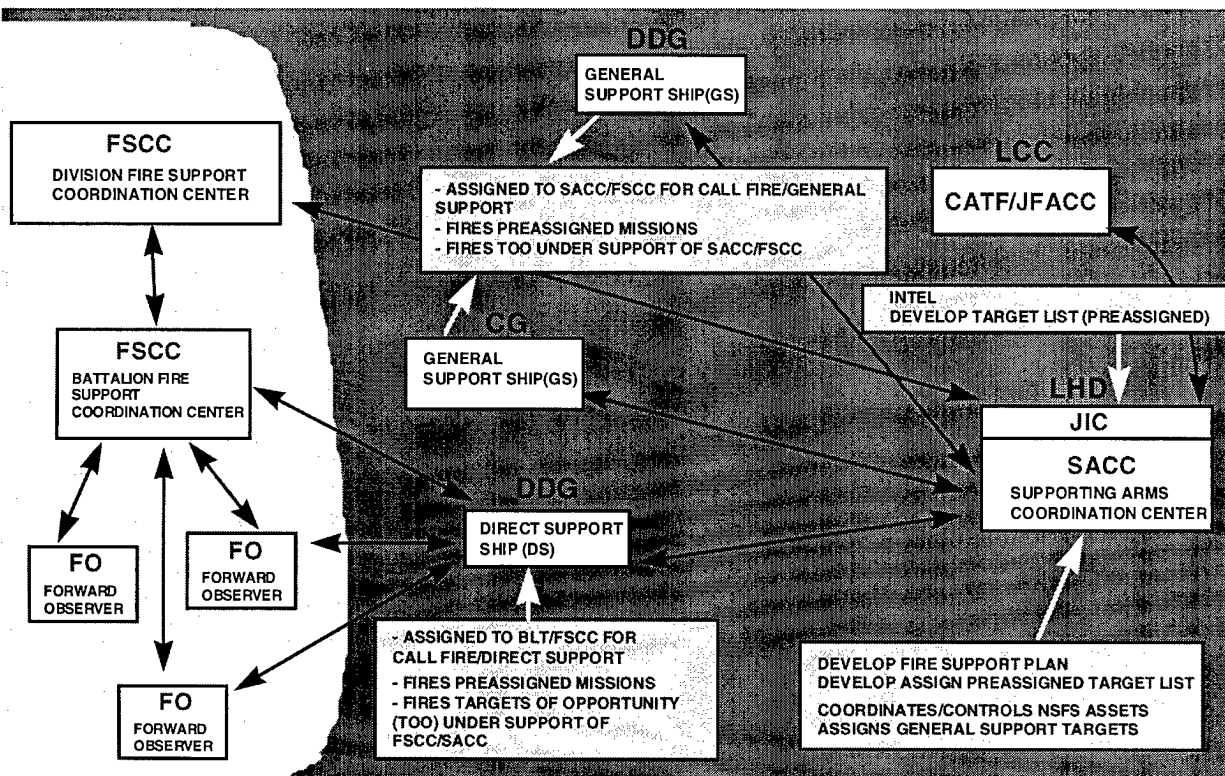 DDG
GENERAL
SUPPORT SHIP(GS)
FSCC
DIVISION FIRE SUPPORT
COORDINATION CENTER
- ASSIGNED TO SACC/FSCC FOR CALL FIRE/GENERAL
SUPPORT
- FIRES PREASSIGNED MISSIONS
- FIRES TOO UNDER SUPPORT OF SACC/FSCC
LCC
CATF/JFACC
INTEL
DEVELOP TARGET LIST (PREASSIGNED)
CG
GENERAL
SUPPORT SHIP(GS)
FSCC
BATTALION FIRE
SUPPORT
COORDINATION CENTER
LHD
JIC
SACC
SUPPORTING ARMS
COORDINATION CENTER
DDG
DIRECT SUPPORT
SHIP (DS)
FO
FORWARD
OBSERVER
FO
FORWARD
OBSERVER
FO
FORWARD
OBSERVER
- ASSIGNED TO BLT/FSCC FOR
CALL FIRE/DIRECT SUPPORT
- FIRES PREASSIGNED MISSIONS
- FIRES TARGETS OF OPPORTUNITY
(TOO) UNDER SUPPORT OF
FSCC/SACC
DEVELOP FIRE SUPPORT PLAN
DEVELOP ASSIGN PREASSIGNED TARGET LIST
COORDINATES/CONTROLS NSFS ASSETS
ASSIGNS GENERAL SUPPORT TARGETS